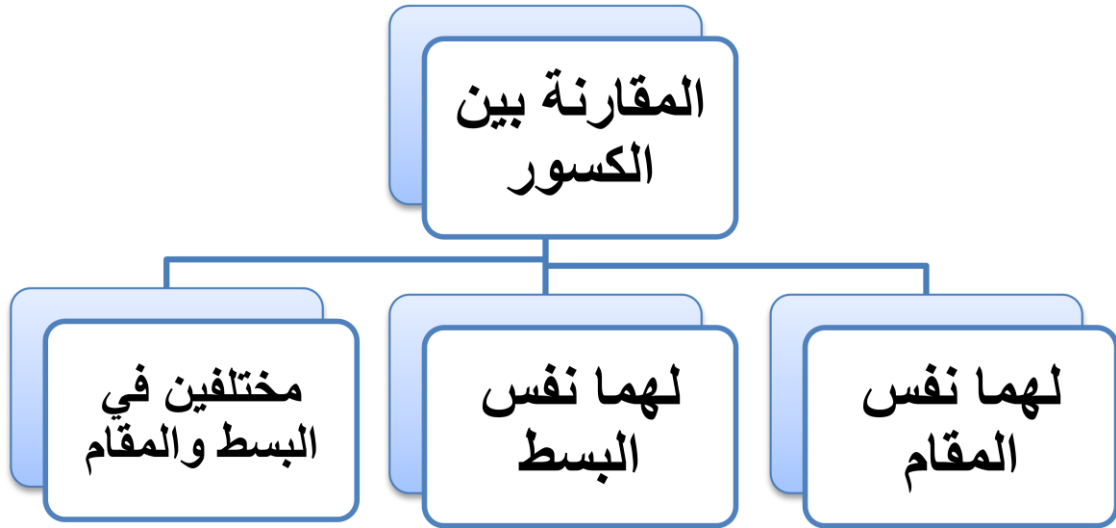 المقارنة بين
الكسور
لهما نفس
المقام
لهما نفس
البسط
مختلفين في
البسط والمقام